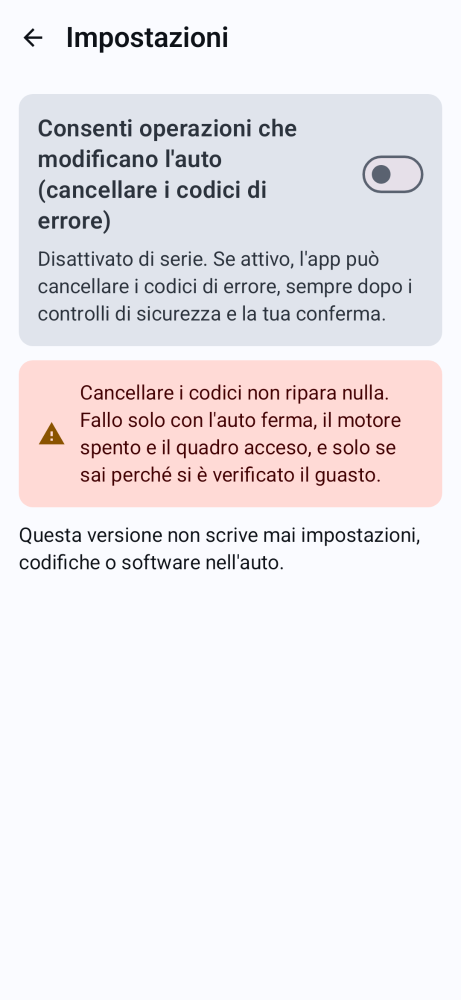 Impostazioni
Consenti operazioni che
modificano l'auto
(cancellare i codici di
errore)
Disattivato di serie. Se attivo, l'app può
cancellare i codici di errore, sempre dopo i
controlli di sicurezza e la tua conferma.
Cancellare i codici non ripara nulla.
Fallo solo con l'auto ferma, il motore
spento e il quadro acceso, e solo se
sai perché si è verificato il guasto.
Questa versione non scrive mai impostazioni,
codifiche o software nell'auto.